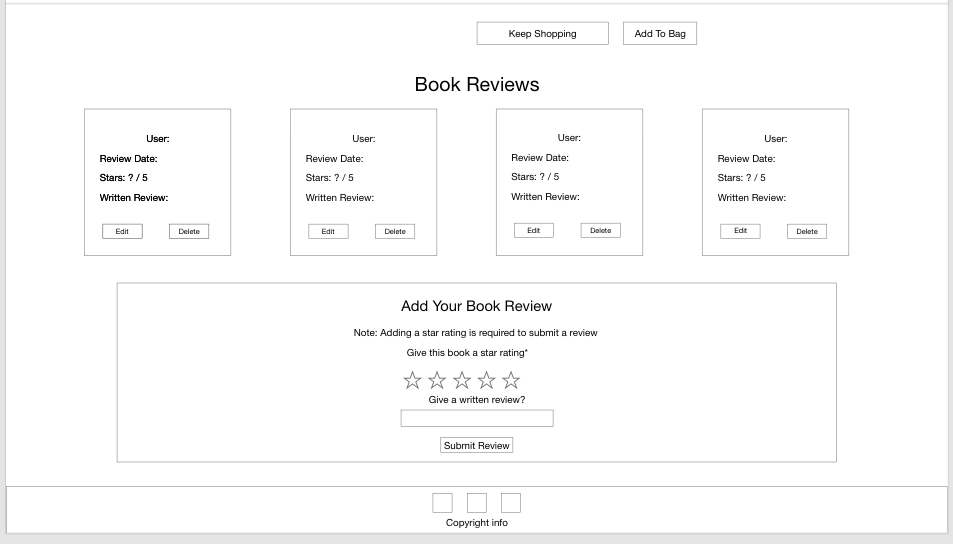 Keep Shopping Add To Bag
Book Reviews
User: User: User: User:
Review Date: Review Date: Review Date: Review Date:
Stars: ? / 5 Stars: ? / 5 Stars: ? / 5 Stars: ? / 5
Written Review: Written Review: Written Review: Written Review:
Edit Delete Edit Delete Edit Delete Edit Delete
Add Your Book Review
Note: Adding a star rating is required to submit a review
Give this book a star rating*
Give a written review?
Submit Review
Copyright info